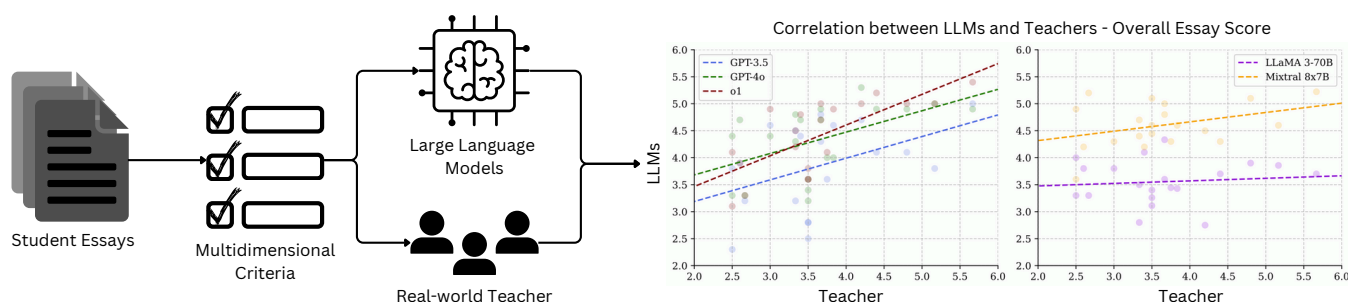 Student Essays
Multidimensional
Criteria
Large Language
Models
Real-world Teacher
Correlation between LLMs and Teachers - Overall Essay Score
LLMs
6.0
5.5
5.0
4.5
4.0
3.5
3.0
2.5
2.0
GPT-3.5
GPT-4o
o1
2.0 2.5 3.0 3.5 4.0 4.5 5.0 5.5 6.0
Teacher
6.0
5.5
5.0
4.5
4.0
3.5
3.0
2.5
2.0
LLaMA 3-70B
Mixtral 8x7B
2.0 2.5 3.0 3.5 4.0 4.5 5.0 5.5 6.0
Teacher